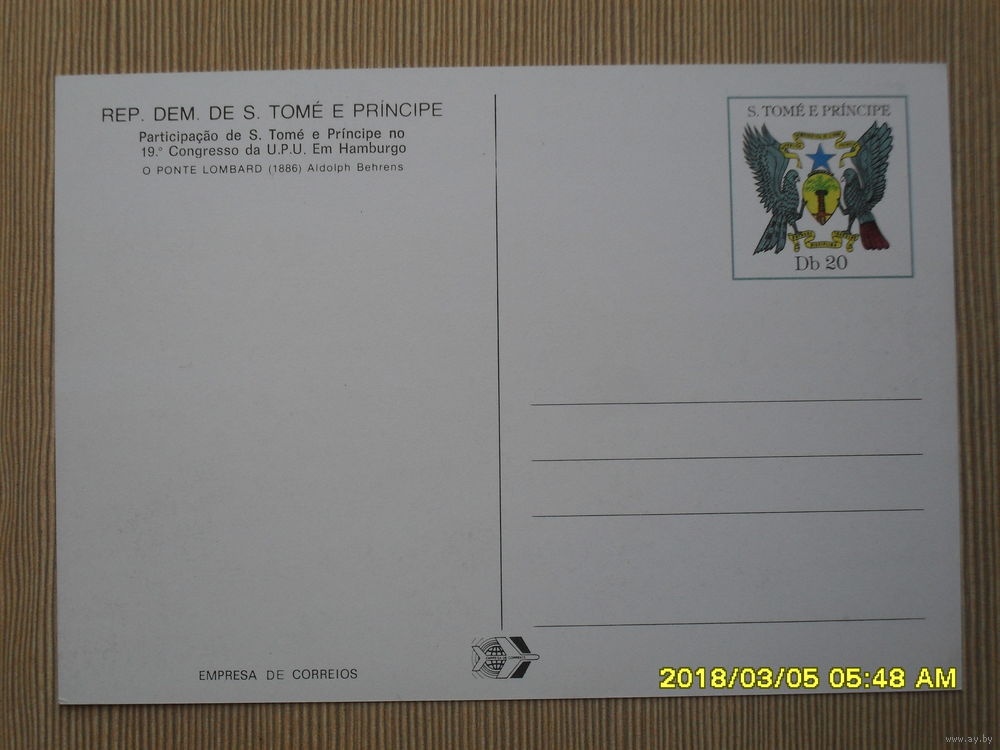 REP. DEM. DE S. TOMÉ E PRÍNCIPE
Participação de S. Tomé e Príncipe no
19.º Congresso da U.P.U. Em Hamburgo
O PONTE LOMBARD (1886) Aldolph Behrens
S. TOMÉ E PRÍNCIPE
DISCIPLINA
Db 20
EMPRESA DE CORREIOS
2018/03/05 05:48 AM
www.ay.by